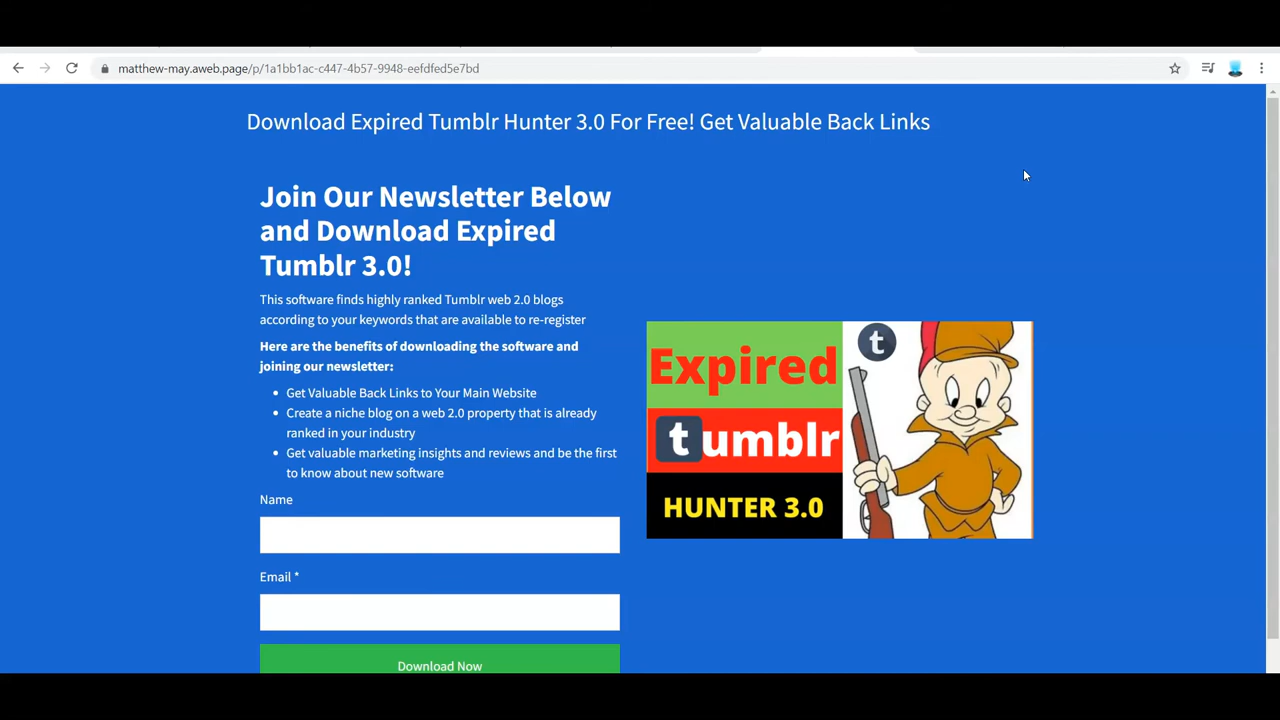 matthew-may.aweb.page/p/1a1bb1ac-c447-4b57-9948-eefdfed5e7bd
Download Expired Tumblr Hunter 3.0 For Free! Get Valuable Back Links
Join Our Newsletter Below
and Download Expired
Tumblr 3.0!
This software finds highly ranked Tumblr web 2.0 blogs
according to your keywords that are available to re-register
Here are the benefits of downloading the software and
joining our newsletter:
• Get Valuable Back Links to Your Main Website
• Create a niche blog on a web 2.0 property that is already
ranked in your industry
• Get valuable marketing insights and reviews and be the first
to know about new software
Name
Email *
Download Now
Expired
tumblr
HUNTER 3.0
t